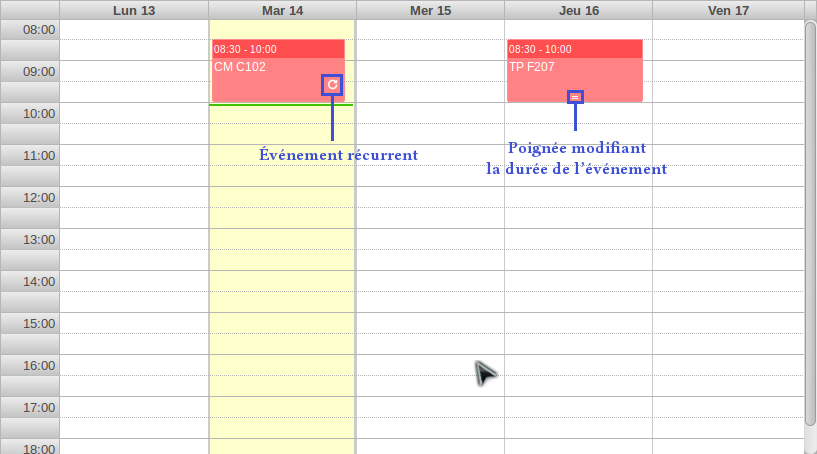 Lun 13 Mar 14 Mer 15 Jeu 16 Ven 17
08:00
08:30 - 10:00 08:30 - 10:00
CM C102 TP F207
09:00
10:00
Événement récurrent
Poignée modifiant
la durée de l'événement
11:00
12:00
13:00
14:00
15:00
16:00
17:00
18:00